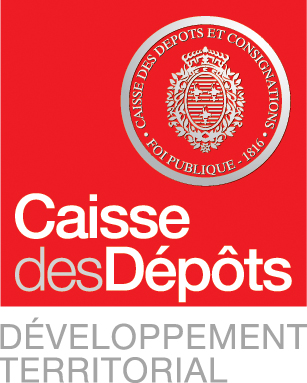 CAISSE DES DEPOTS ET CONSIGNATIONS
• FOI PUBLIQUE - 1816 •
Caisse
desDépôts
DÉVELOPPEMENT
TERRITORIAL